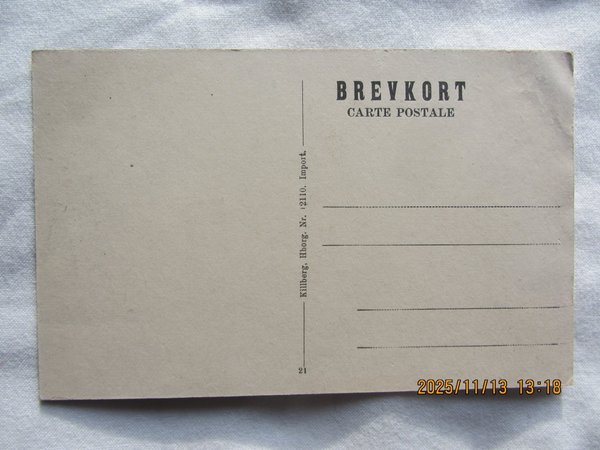 BREVKORT
CARTE POSTALE
Killberg, Hborg. Nr. 12110. Import.
21
2025/11/13 13:18